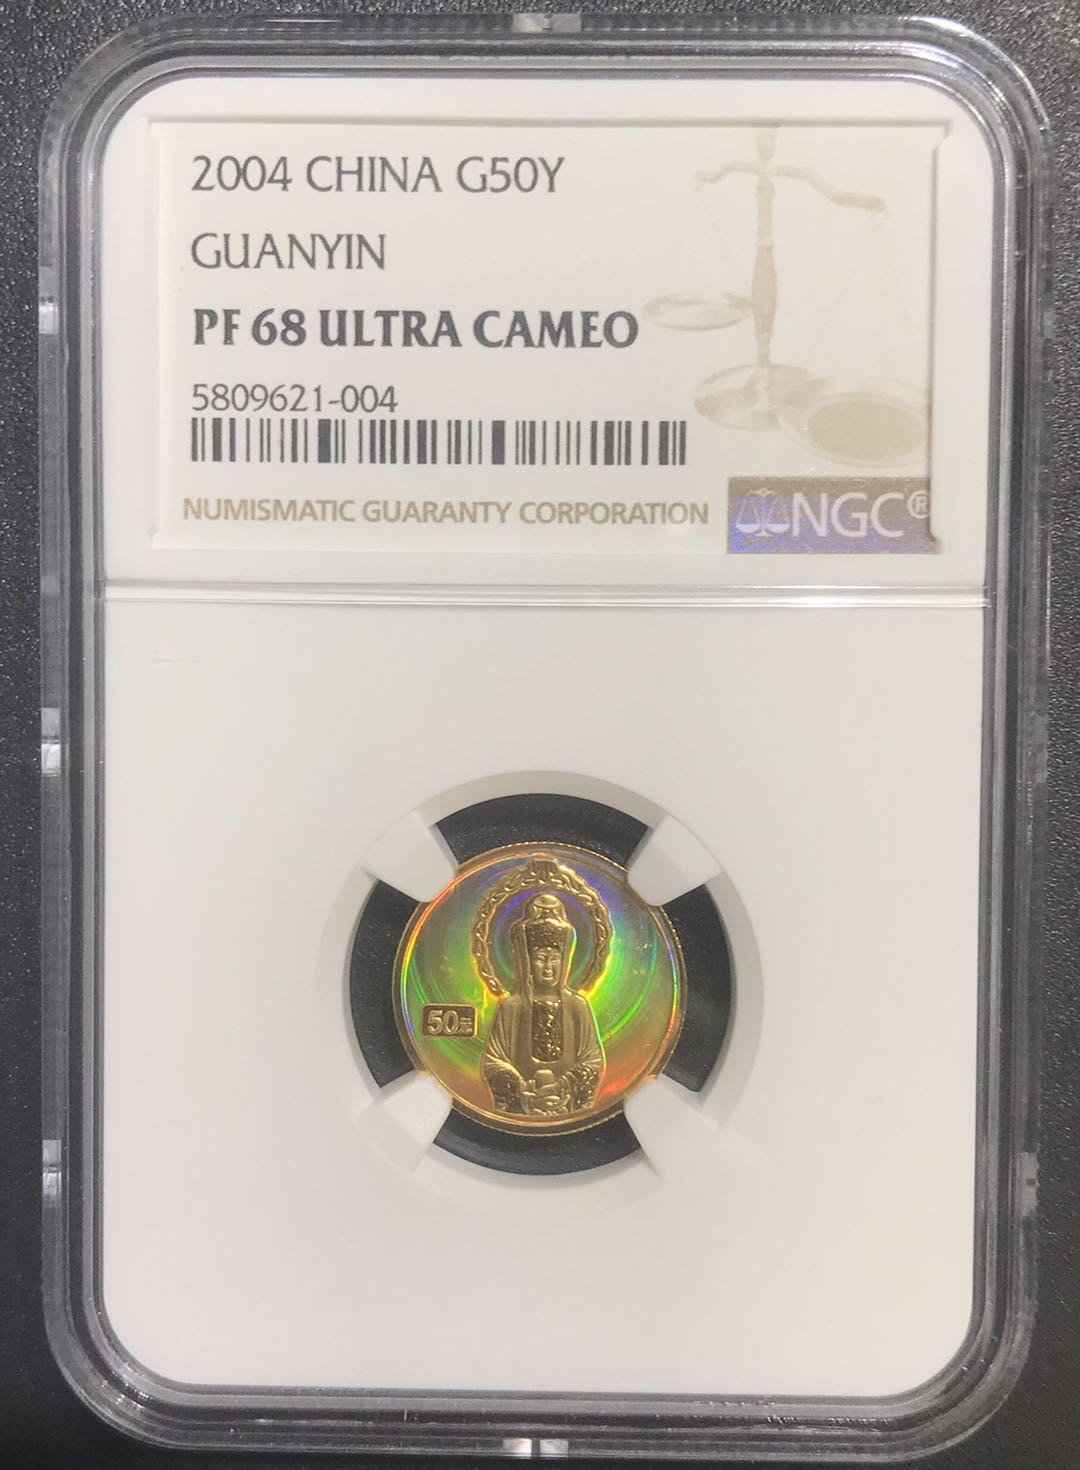 2004 CHINA G50Y
GUANYIN
PF 68 ULTRA CAMEO
5809621-004
NUMISMATIC GUARANTY CORPORATION
NGC®
50元